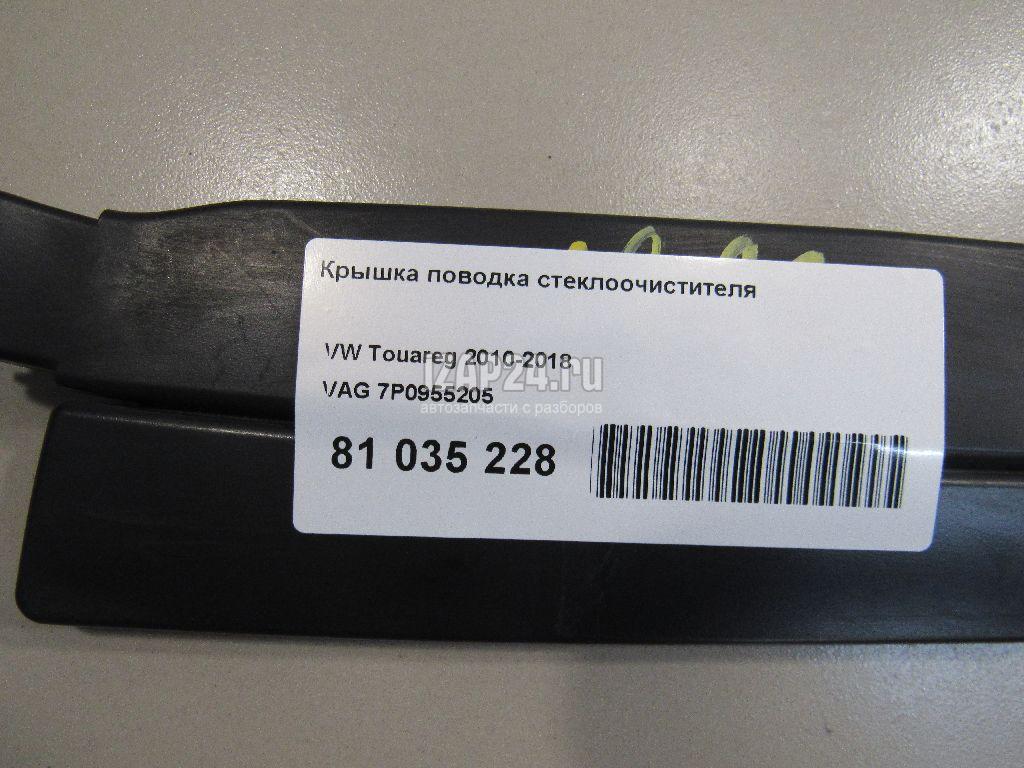 Крышка поводка стеклоочистителя
VW Touareg 2010-2018
IZAP24.ru
VAG 7P0955205
автозапчасти с разборов
81 035 228